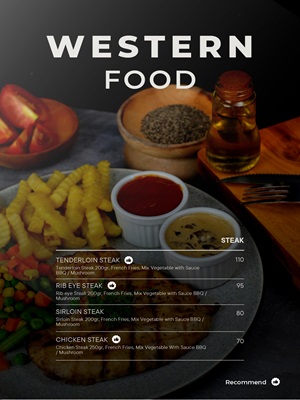 WESTERN
FOOD
STEAK
TENDERLOIN STEAK 110
Tenderloin Steak 200gr, French Fries, Mix Vegetable with Sauce
BBQ / Mushroom
RIB EYE STEAK 95
Rib eye Steak 200gr, French Fries, Mix Vegetable with Sauce BBQ /
Mushroom
SIRLOIN STEAK 80
Sirloin Steak 200gr, French Fries, Mix Vegetable with Sauce BBQ /
Mushroom
CHICKEN STEAK 70
Chicken Steak 200gr, French Fries, Mix Vegetable With Sauce BBQ
/ Mushroom
Recommend